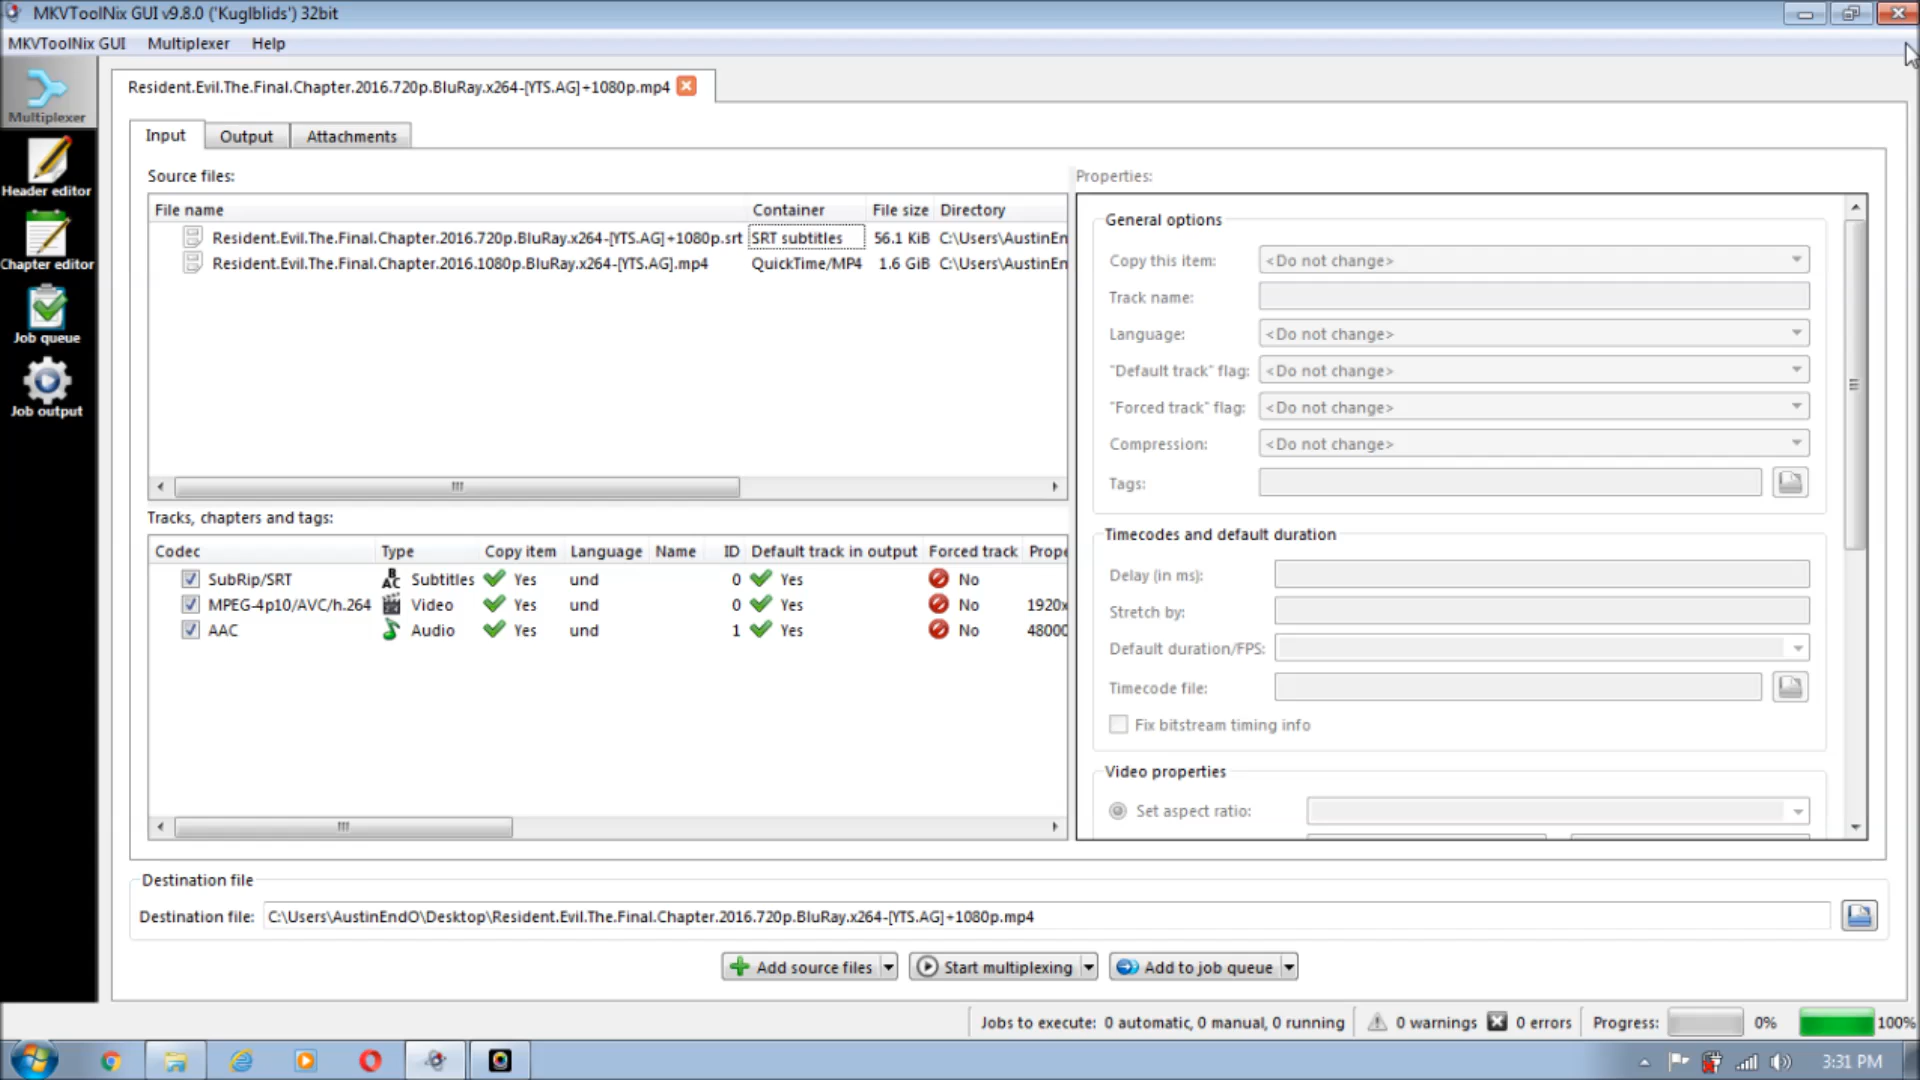 MKVToolNix GUI v9.8.0 ('Kuglblids') 32bit
MKVToolNix GUI Multiplexer Help
Multiplexer
Header editor
Chapter editor
Job queue
Job output
Resident.Evil.The.Final.Chapter.2016.720p.BluRay.x264-[YTS.AG]+1080p.mp4
Input Output Attachments
Source files:
File name Container File size Directory
Resident.Evil.The.Final.Chapter.2016.720p.BluRay.x264-[YTS.AG]+1080p.srt SRT subtitles 56.1 KiB C:\Users\AustinEn
Resident.Evil.The.Final.Chapter.2016.1080p.BluRay.x264-[YTS.AG].mp4 QuickTime/MP4 1.6 GiB C:\Users\AustinEn
Tracks, chapters and tags:
Codec Type Copy item Language Name ID Default track in output Forced track Prope
SubRip/SRT Subtitles Yes und 0 Yes No
MPEG-4p10/AVC/h.264 Video Yes und 0 Yes No 1920x
AAC Audio Yes und 1 Yes No 48000
Properties:
General options
Copy this item: <Do not change>
Track name:
Language: <Do not change>
"Default track" flag: <Do not change>
"Forced track" flag: <Do not change>
Compression: <Do not change>
Tags:
Timecodes and default duration
Delay (in ms):
Stretch by:
Default duration/FPS:
Timecode file:
Fix bitstream timing info
Video properties
Set aspect ratio:
Destination file
Destination file: C:\Users\AustinEndO\Desktop\Resident.Evil.The.Final.Chapter.2016.720p.BluRay.x264-[YTS.AG]+1080p.mp4
Add source files Start multiplexing Add to job queue
Jobs to execute: 0 automatic, 0 manual, 0 running 0 warnings 0 errors Progress: 0% 100%
3:31 PM